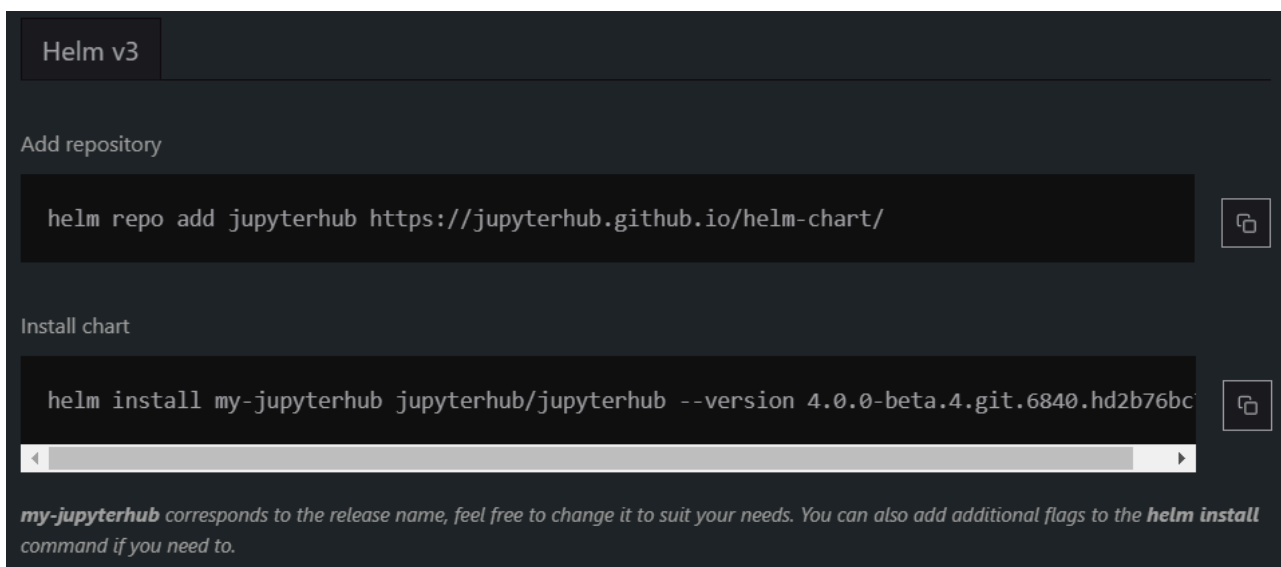 Helm v3
Add repository
helm repo add jupyterhub https://jupyterhub.github.io/helm-chart/
Install chart
helm install my-jupyterhub jupyterhub/jupyterhub --version 4.0.0-beta.4.git.6840.hd2b76bc
my-jupyterhub corresponds to the release name, feel free to change it to suit your needs. You can also add additional flags to the helm install
command if you need to.